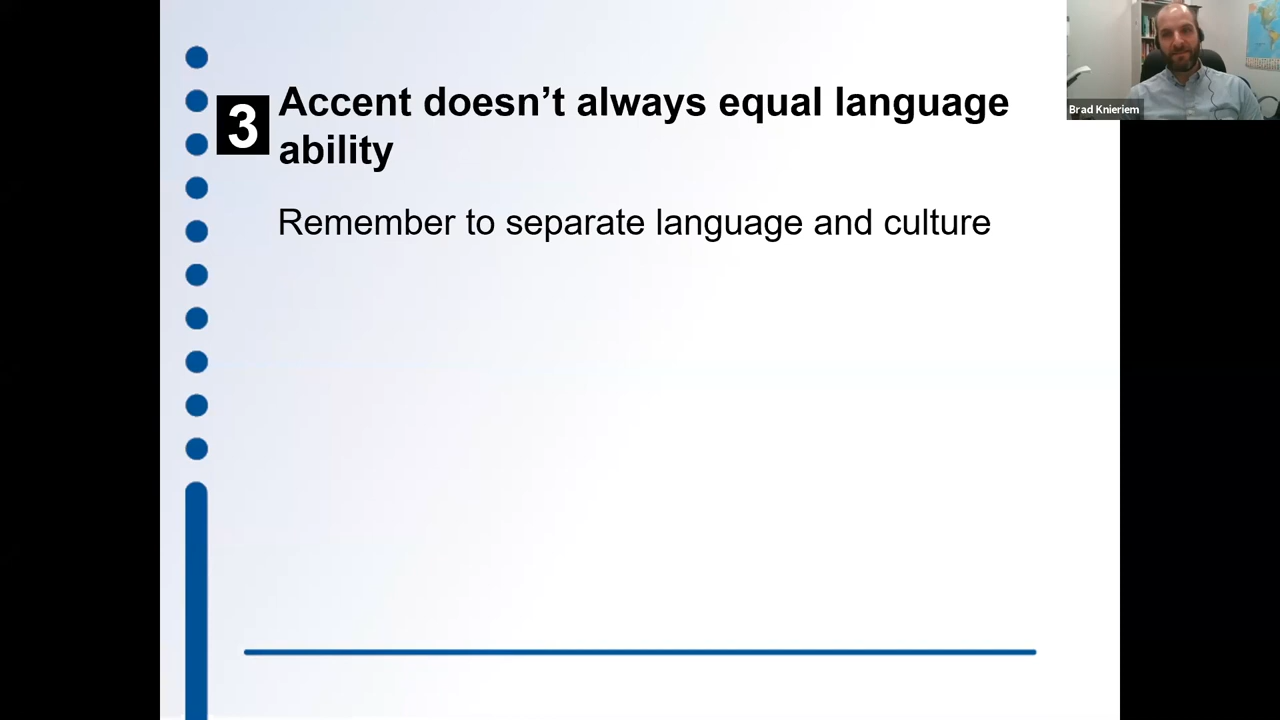 3
Accent doesn’t always equal language
ability
Remember to separate language and culture
Brad Knieriem